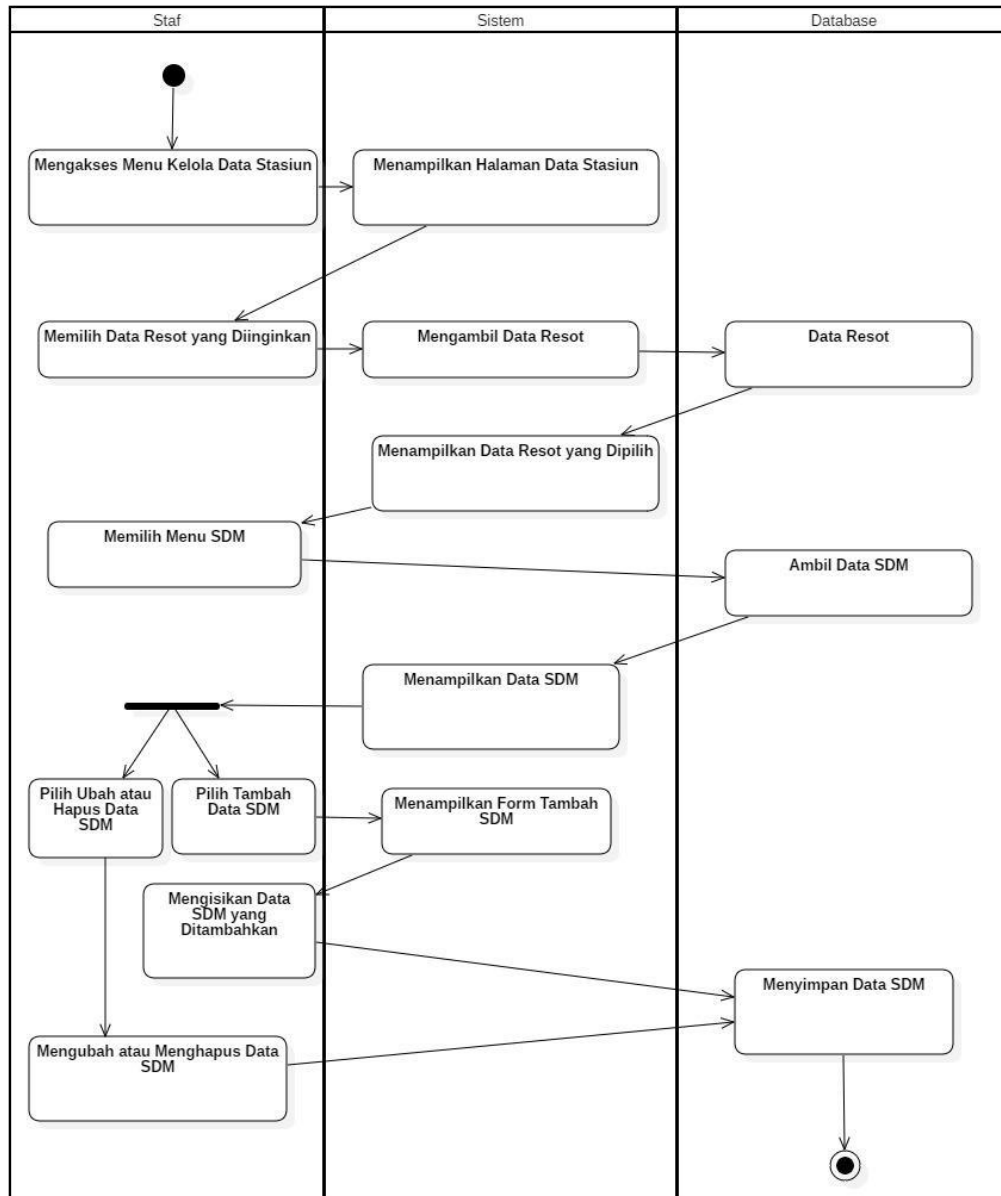 Staf
Sistem
Database
Mengakses Menu Kelola Data Stasiun
Menampilkan Halaman Data Stasiun
Memilih Data Resot yang Diinginkan
Mengambil Data Resot
Data Resot
Menampilkan Data Resot yang Dipilih
Memilih Menu SDM
Ambil Data SDM
Menampilkan Data SDM
Pilih Ubah atau
Hapus Data
SDM
Pilih Tambah
Data SDM
Menampilkan Form Tambah
SDM
Mengisikan Data
SDM yang
Ditambahkan
Menyimpan Data SDM
Mengubah atau Menghapus Data
SDM